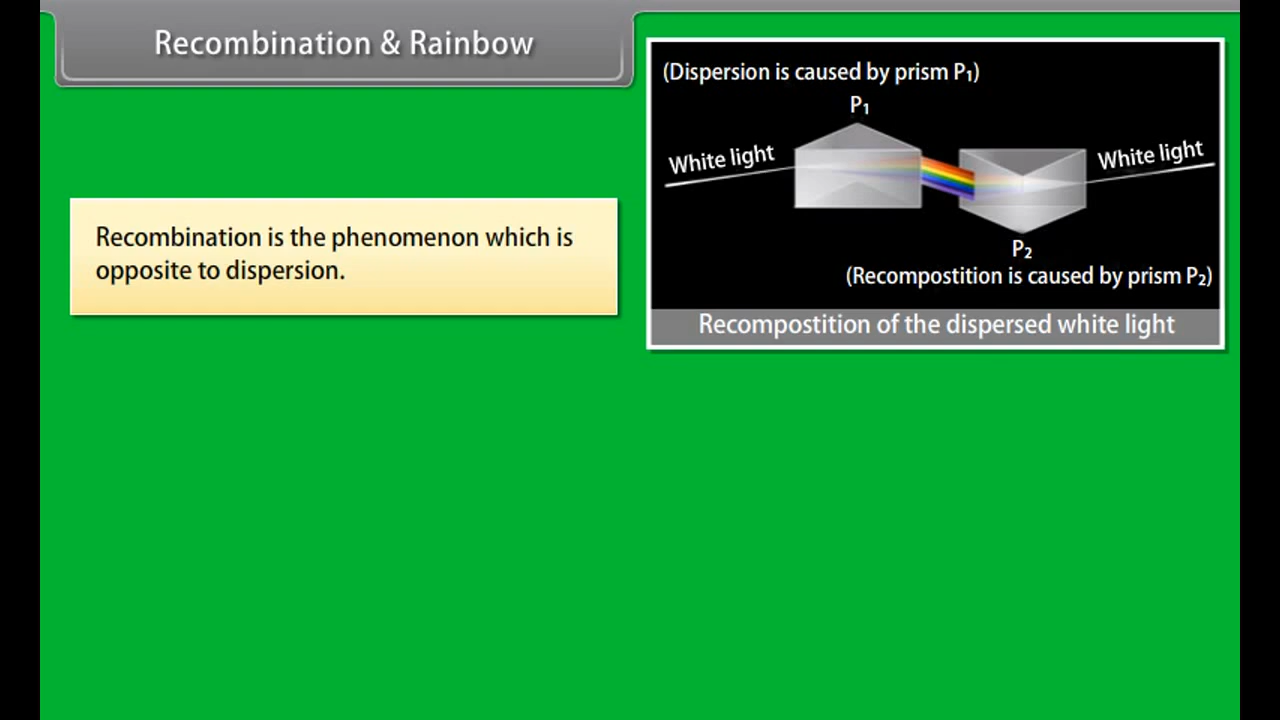 Recombination & Rainbow
Recombination is the phenomenon which is
opposite to dispersion.
(Dispersion is caused by prism P₁)
P₁
White light
White light
P₂
(Recompostition is caused by prism P₂)
Recompostition of the dispersed white light